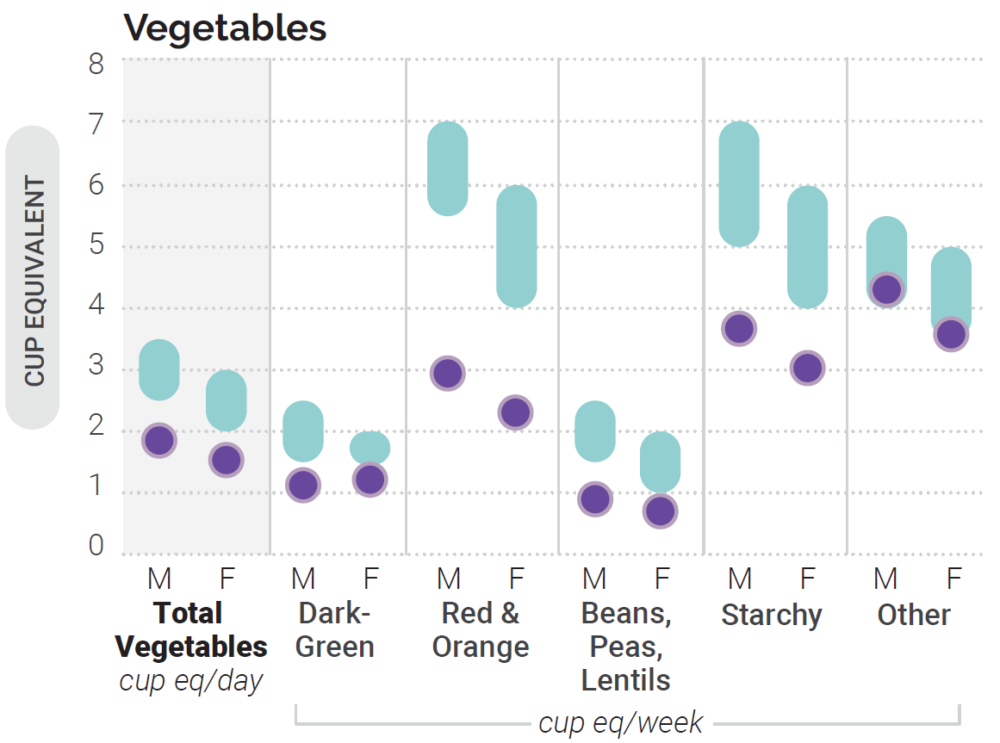 Vegetables
CUP EQUIVALENT
8
7
6
5
4
3
2
1
0
M F M F M F M F M F M F
Total Dark- Red & Beans, Starchy Other
Vegetables Green Orange Peas,
cup eq/day Lentils
cup eq/week